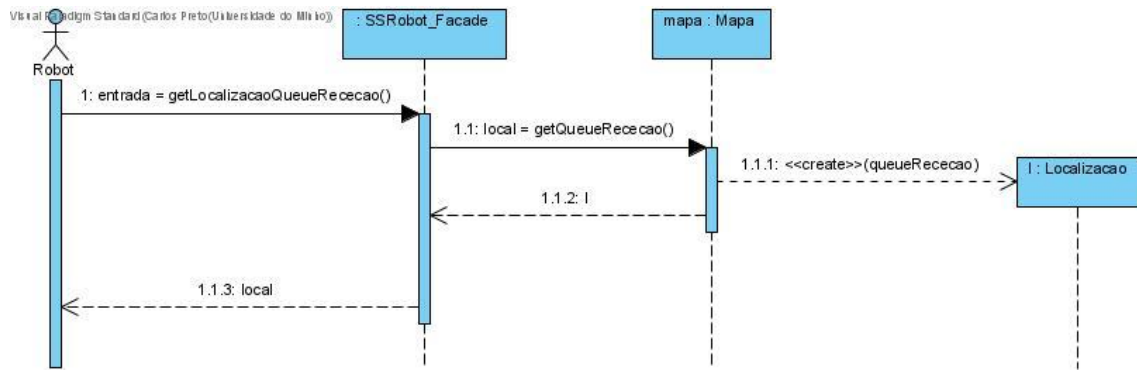 Visual Paradigm Standard(Carlos Preto(Universidade do Minho))
: SSRobot_Facade
mapa : Mapa
Robot
1: entrada = getLocalizacaoQueueRececao()
1.1: local = getQueueRececao()
1.1.1: <<create>>(queueRececao)
l : Localizacao
1.1.2: l
1.1.3: local